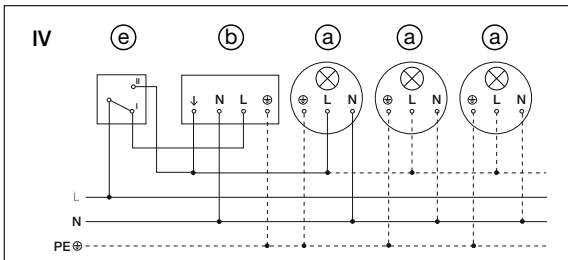 IV e b a a a
II
I
↓ N L ⏚ ⏚ L N ⏚ L N ⏚ L N
L
N
PE ⏚